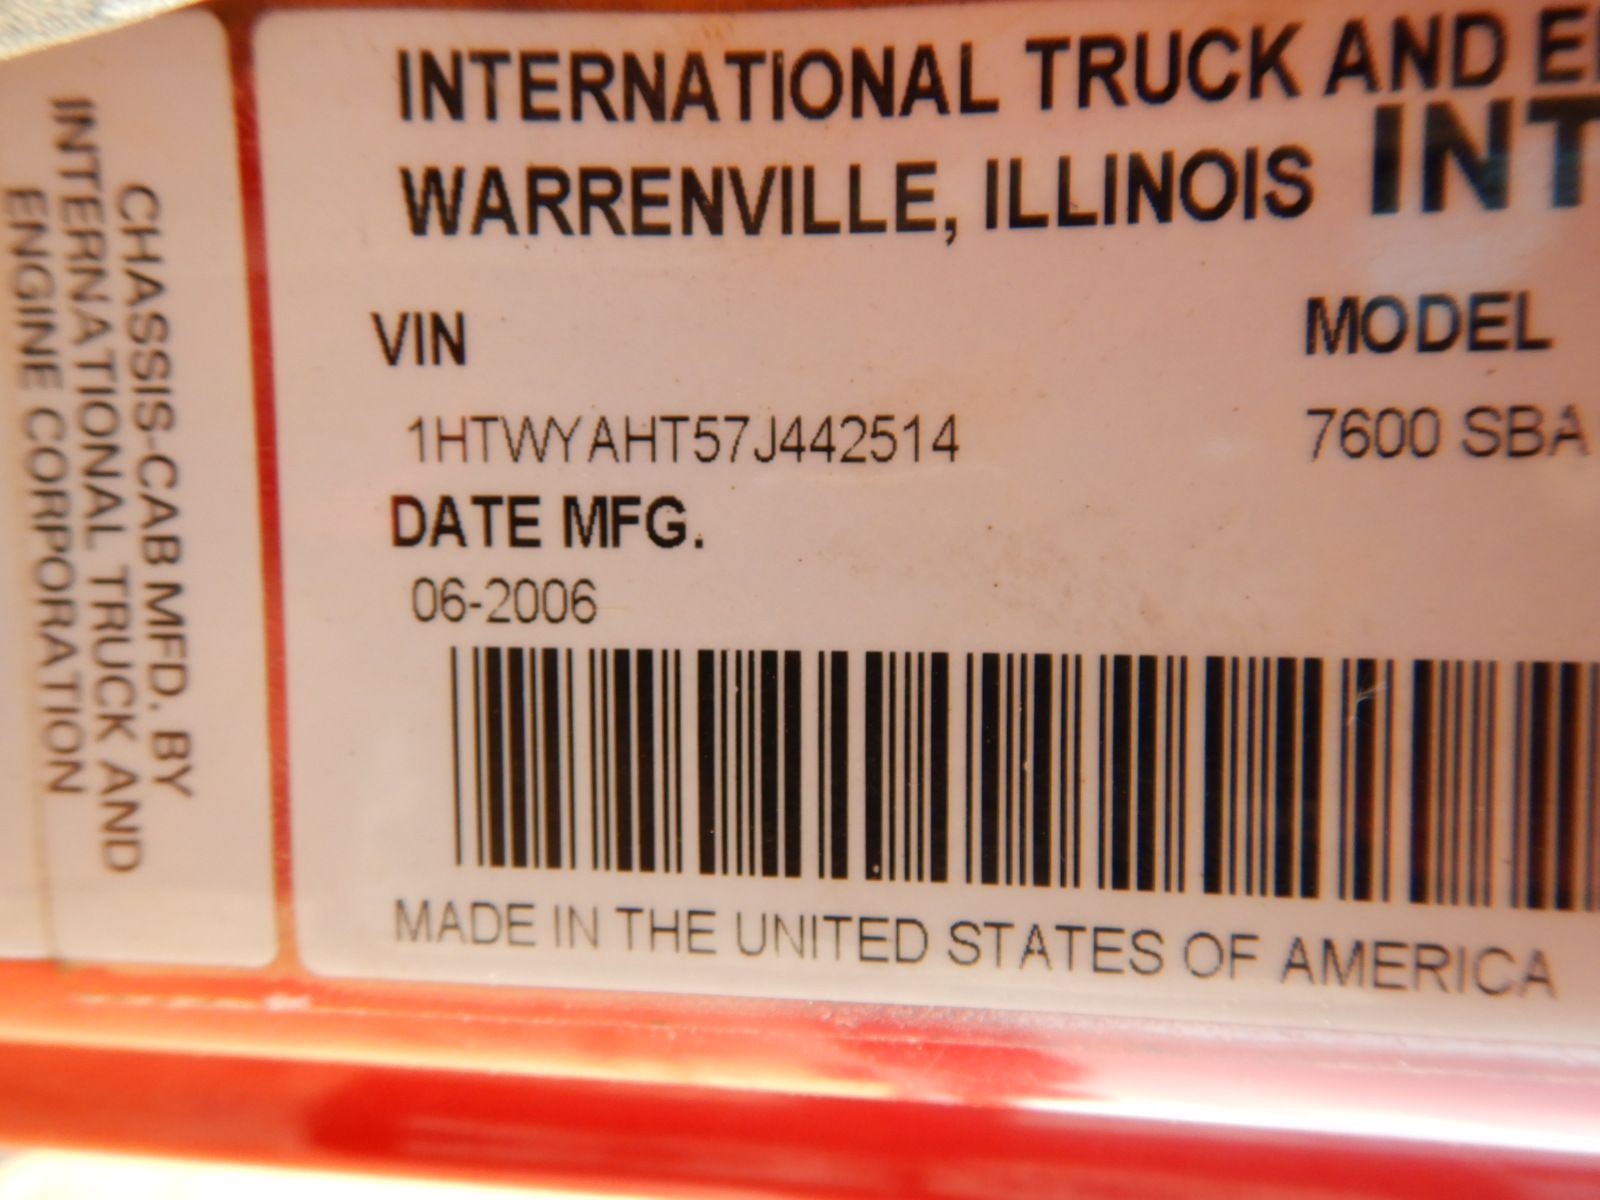 CHASSIS-CAB MFD. BY
INTERNATIONAL TRUCK AND
ENGINE CORPORATION
INTERNATIONAL TRUCK AND
WARRENVILLE, ILLINOIS
VIN MODEL
1HTWYAHT57J442514 7600 SBA
DATE MFG.
06-2006
MADE IN THE UNITED STATES OF AMERICA